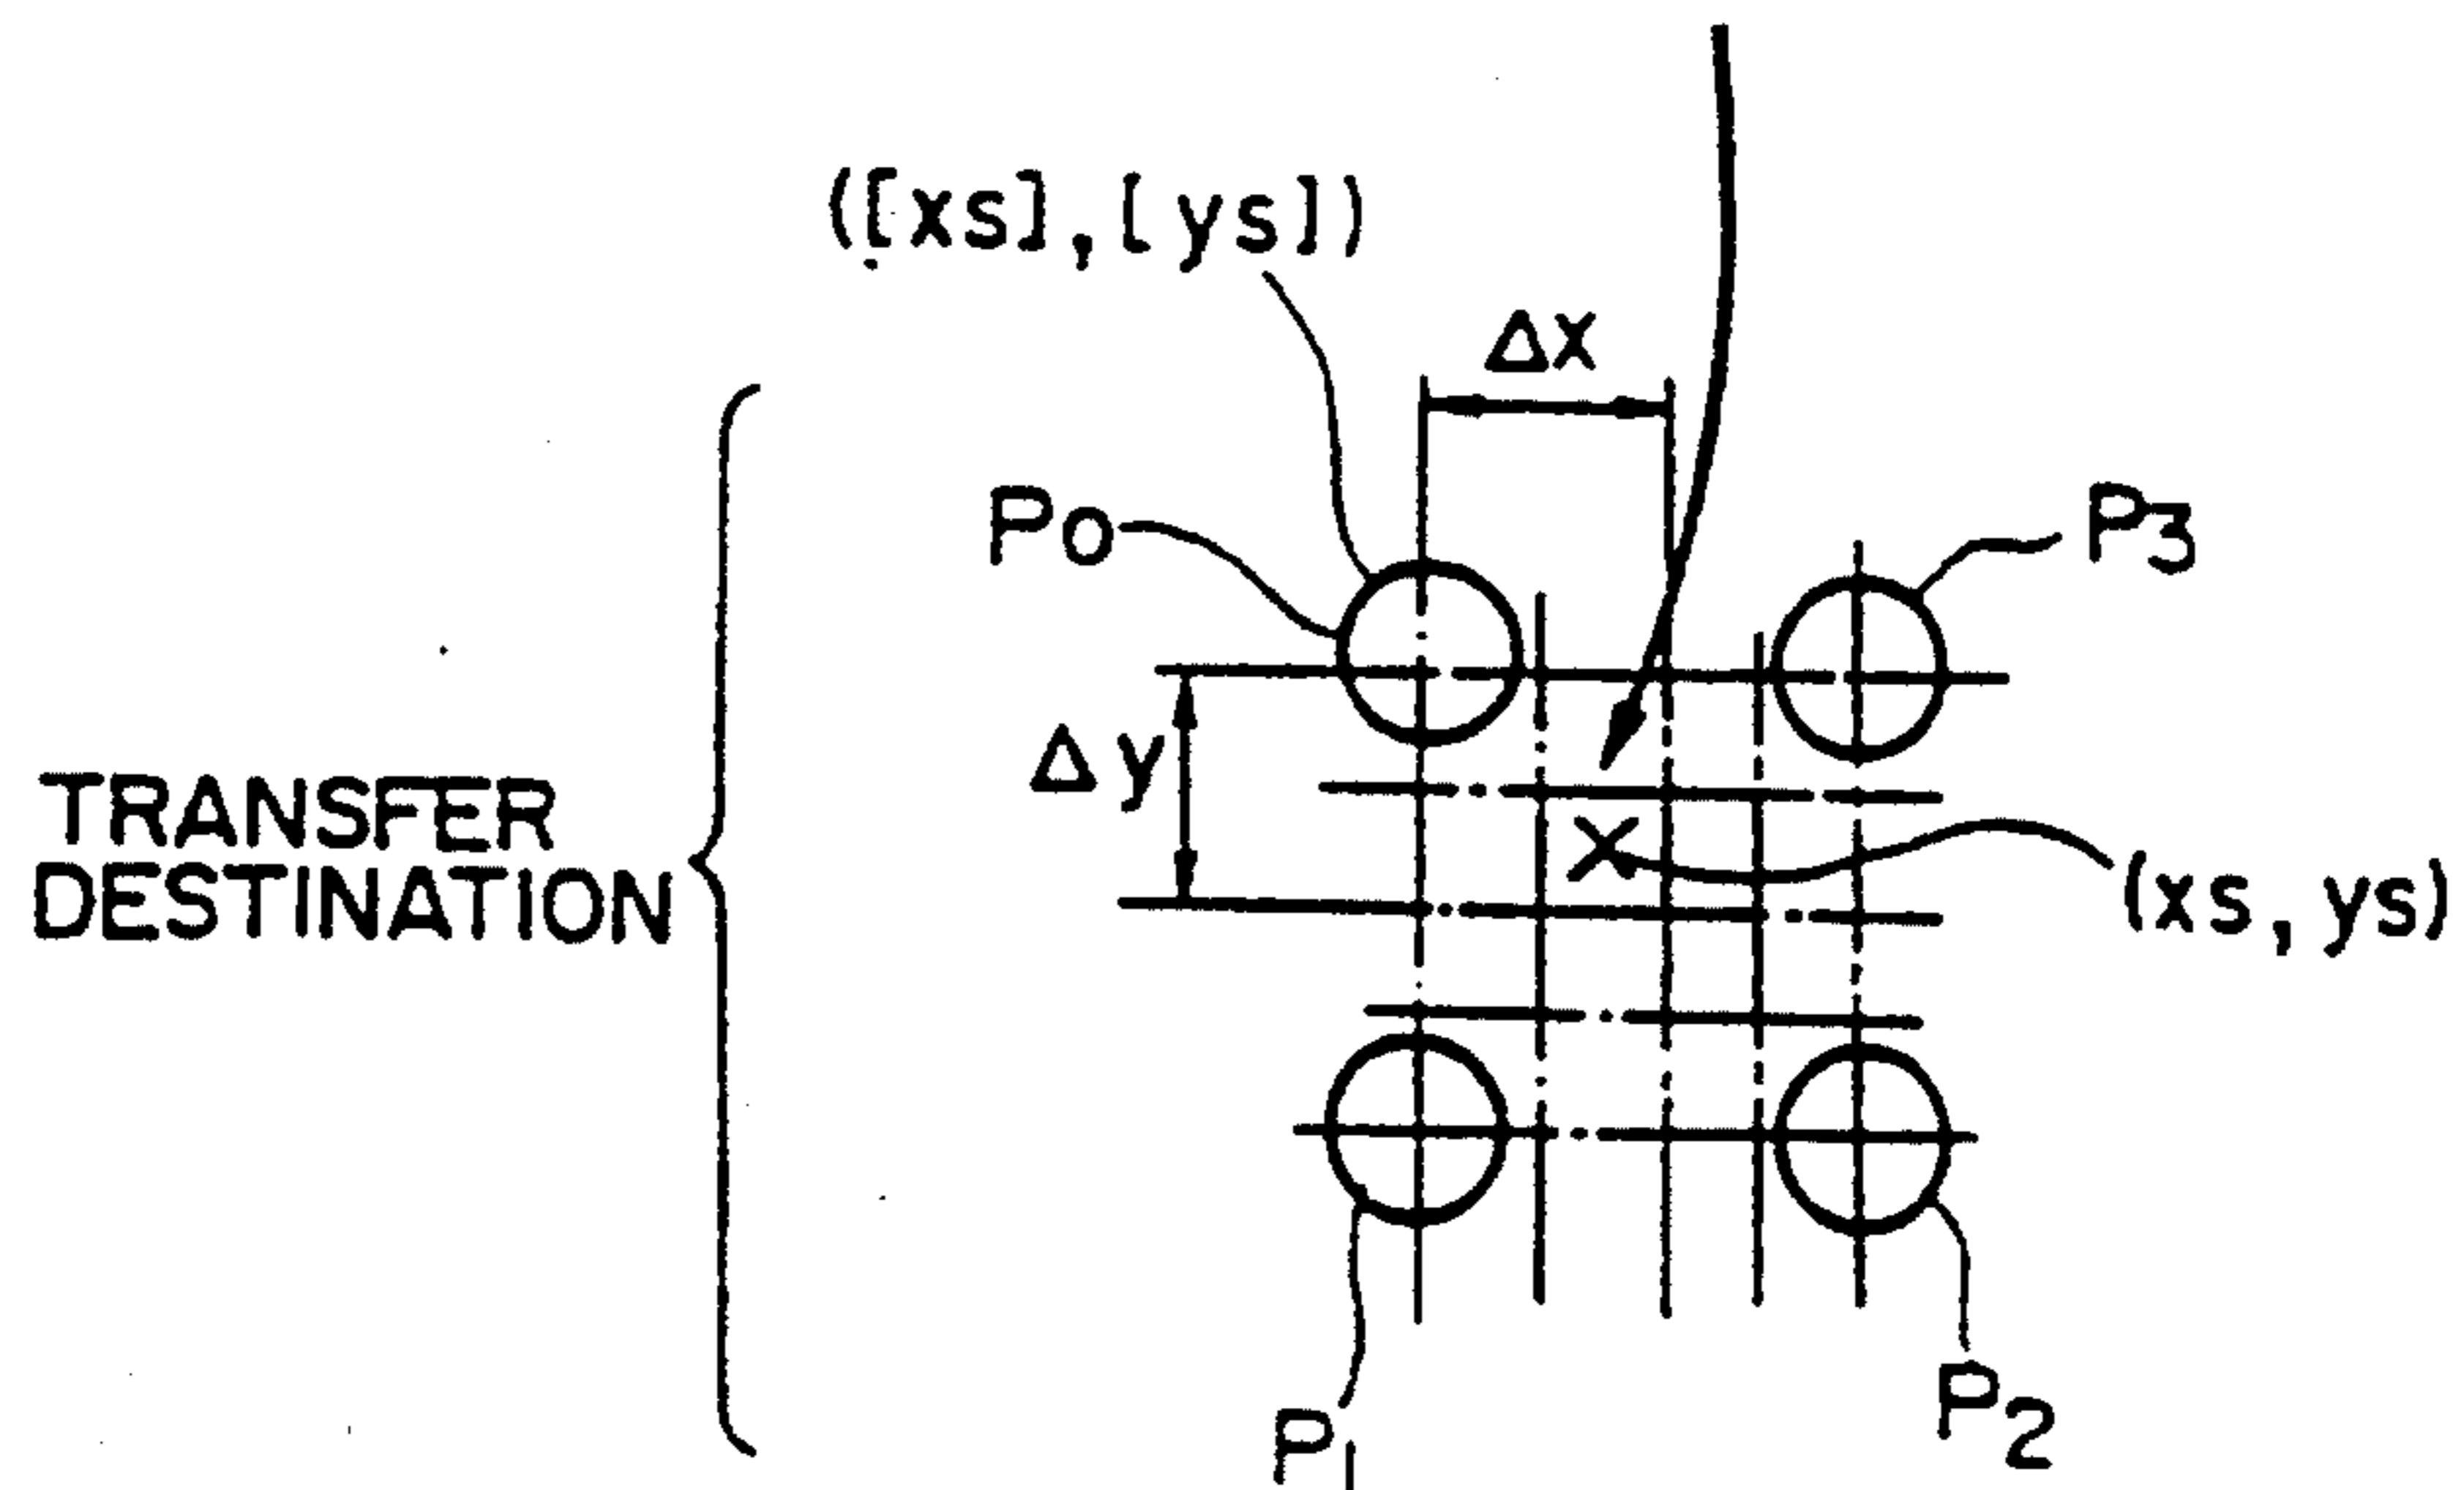 ([xs],[ys])
Δx
P0
P3
Δy
TRANSFER
DESTINATION
(xs,ys)
P1
P2